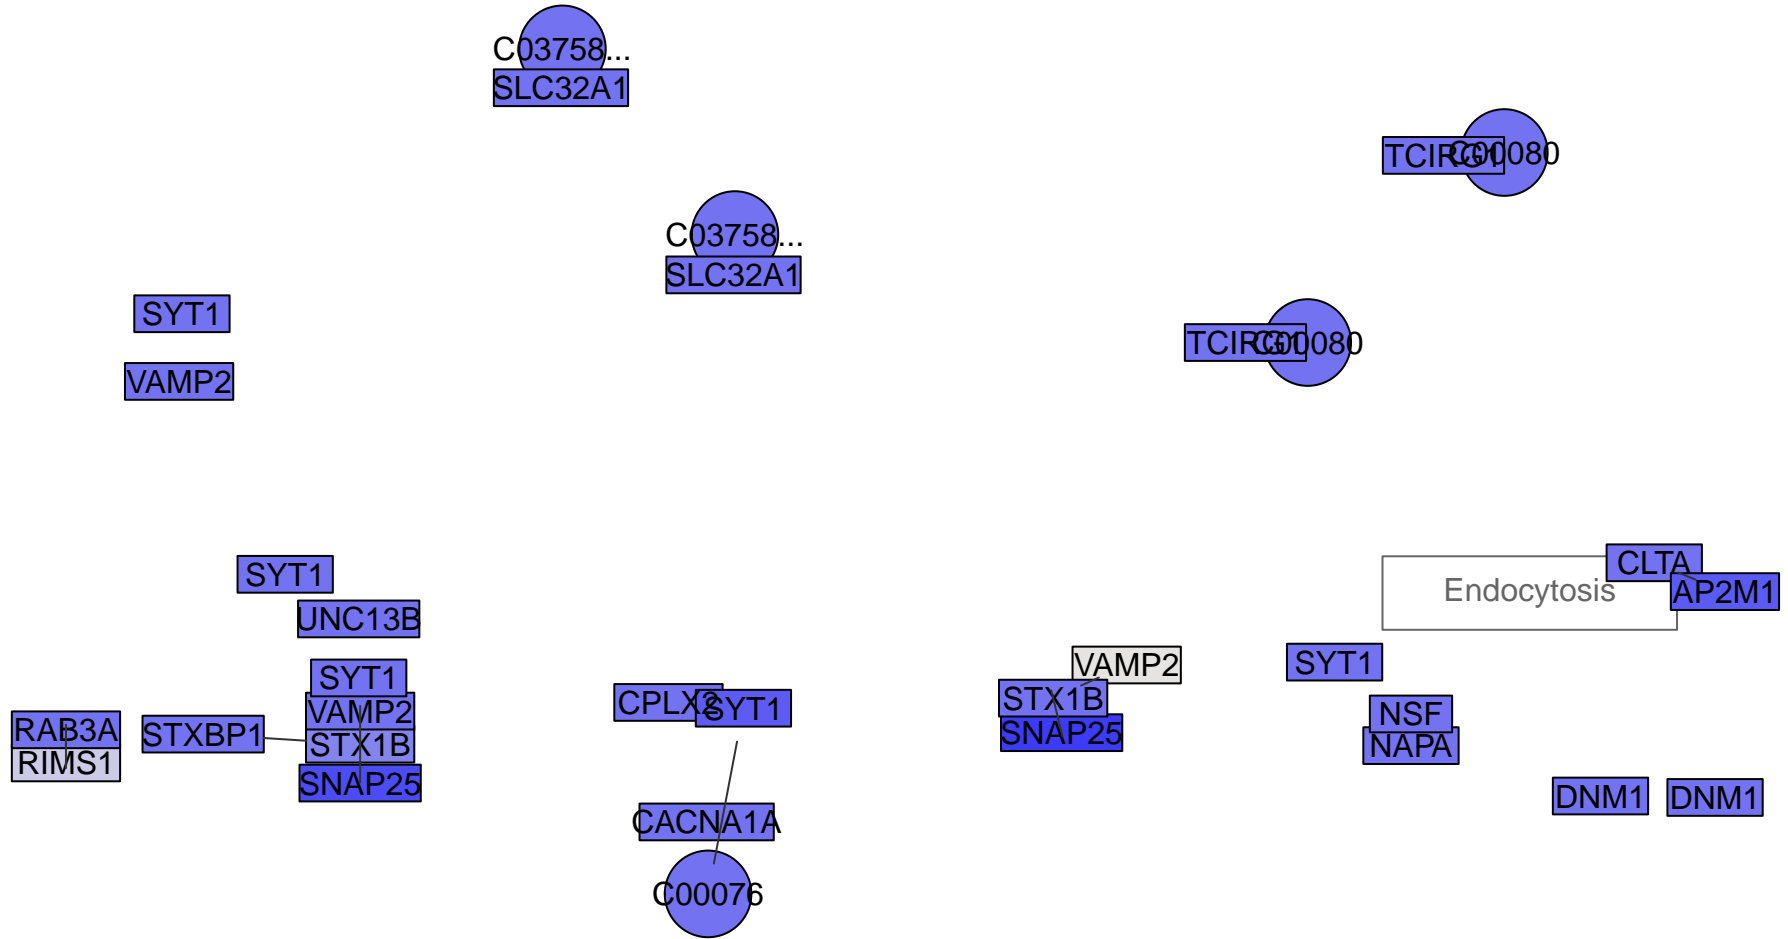 C03758...
SLC32A1
TCIRG1
C00080
C03758...
SLC32A1
SYT1
TCIRG1
C00080
VAMP2
SYT1
CLTA
Endocytosis
AP2M1
UNC13B
SYT1
VAMP2
SYT1
CPLX2
SYT1
STX1B
NSF
VAMP2
RAB3A
STXBP1
STX1B
SNAP25
NAPA
RIMS1
SNAP25
DNM1
DNM1
CACNA1A
C00076